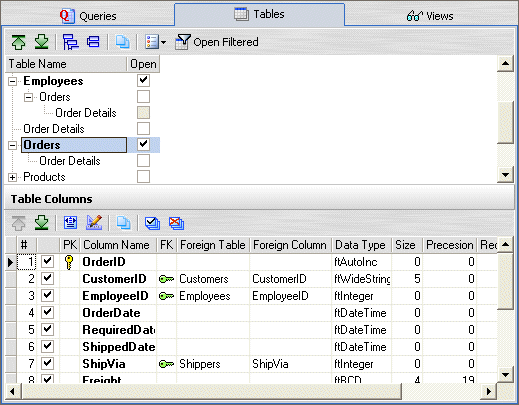 Queries Tables Views
Open Filtered
Table Name Open
Employees
Orders
Order Details
Order Details
Orders
Order Details
Products
Table Columns
# PK Column Name FK Foreign Table Foreign Column Data Type Size Precesion Rec
1 OrderID ftAutoInc 0 0
2 CustomerID Customers CustomerID ftWideString 5 0
3 EmployeeID Employees EmployeeID ftInteger 0 0
4 OrderDate ftDateTime 0 0
5 RequiredDate ftDateTime 0 0
6 ShippedDate ftDateTime 0 0
7 ShipVia Shippers ShipVia ftInteger 0 0
8 Freight ftBCD 4 19